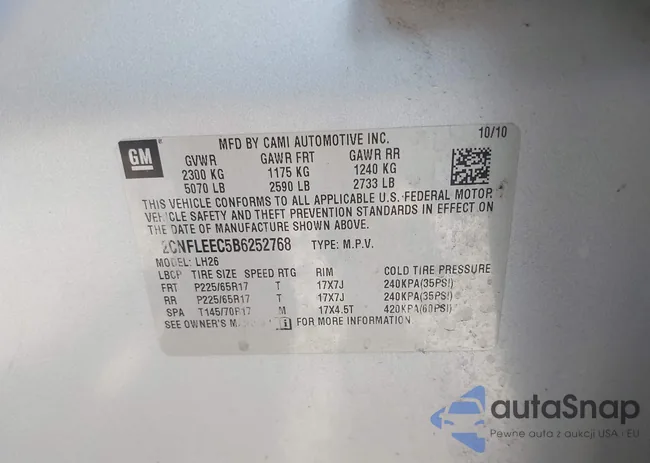 GM
MFD BY CAMI AUTOMOTIVE INC.
10/10
GVWR GAWR FRT GAWR RR
2300 KG 1175 KG 1240 KG
5070 LB 2590 LB 2733 LB
THIS VEHICLE CONFORMS TO ALL APPLICABLE U.S. FEDERAL MOTOR
VEHICLE SAFETY AND THEFT PREVENTION STANDARDS IN EFFECT ON
THE DATE OF MANUFACTURE SHOWN ABOVE.
2CNFLEEC5B6252768 TYPE: M.P.V.
MODEL: LH26
LBCP TIRE SIZE SPEED RTG RIM COLD TIRE PRESSURE
FRT P225/65R17 T 17X7J 240KPA(35PSI)
RR P225/65R17 T 17X7J 240KPA(35PSI)
SPA T145/70R17 M 17X4.5T 420KPA(60PSI)
SEE OWNER'S FOR MORE INFORMATION
autaSnap
Pewne auta z aukcji USA i EU